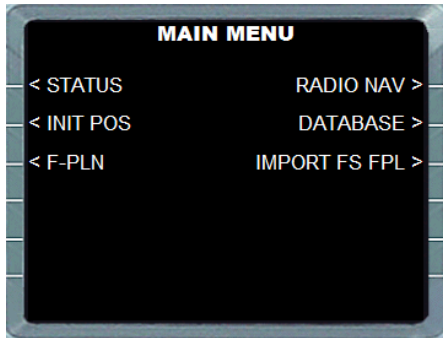 MAIN MENU
< STATUS RADIO NAV >
< INIT POS DATABASE >
< F-PLN IMPORT FS FPL >